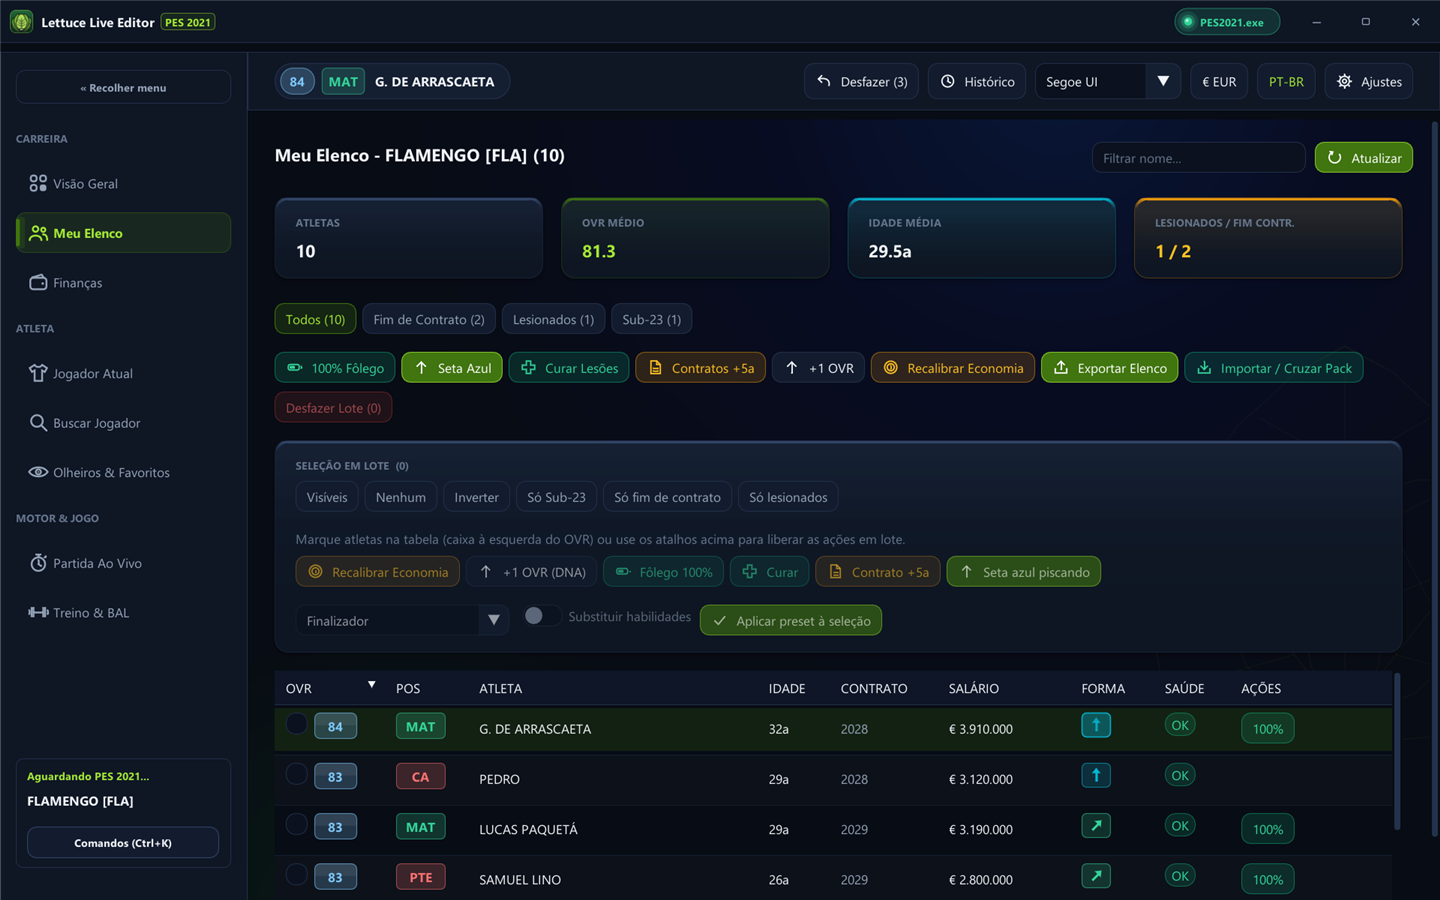 Lettuce Live Editor PES 2021
PES2021.exe
« Recolher menu
CARREIRA
Visão Geral
Meu Elenco
Finanças
ATLETA
Jogador Atual
Buscar Jogador
Olheiros & Favoritos
MOTOR & JOGO
Partida Ao Vivo
Treino & BAL
Aguardando PES 2021...
FLAMENGO [FLA]
Comandos (Ctrl+K)
84 MAT G. DE ARRASCAETA
Desfazer (3) Histórico Segoe UI € EUR PT-BR Ajustes
Meu Elenco - FLAMENGO [FLA] (10)
Filtrar nome... Atualizar
ATLETAS
10
OVR MÉDIO
81.3
IDADE MÉDIA
29.5a
LESIONADOS / FIM CONTR.
1 / 2
Todos (10) Fim de Contrato (2) Lesionados (1) Sub-23 (1)
100% Fôlego Seta Azul Curar Lesões Contratos +5a +1 OVR Recalibrar Economia Exportar Elenco Importar / Cruzar Pack
Desfazer Lote (0)
SELEÇÃO EM LOTE (0)
Visíveis Nenhum Inverter Só Sub-23 Só fim de contrato Só lesionados
Marque atletas na tabela (caixa à esquerda do OVR) ou use os atalhos acima para liberar as ações em lote.
Recalibrar Economia +1 OVR (DNA) Fôlego 100% Curar Contrato +5a Seta azul piscando
Finalizador Substituir habilidades Aplicar preset à seleção
OVR POS ATLETA IDADE CONTRATO SALÁRIO FORMA SAÚDE AÇÕES
84 MAT G. DE ARRASCAETA 32a 2028 € 3.910.000 OK 100%
83 CA PEDRO 29a 2028 € 3.120.000 OK
83 MAT LUCAS PAQUETÁ 29a 2029 € 3.190.000 OK 100%
83 PTE SAMUEL LINO 26a 2029 € 2.800.000 OK 100%